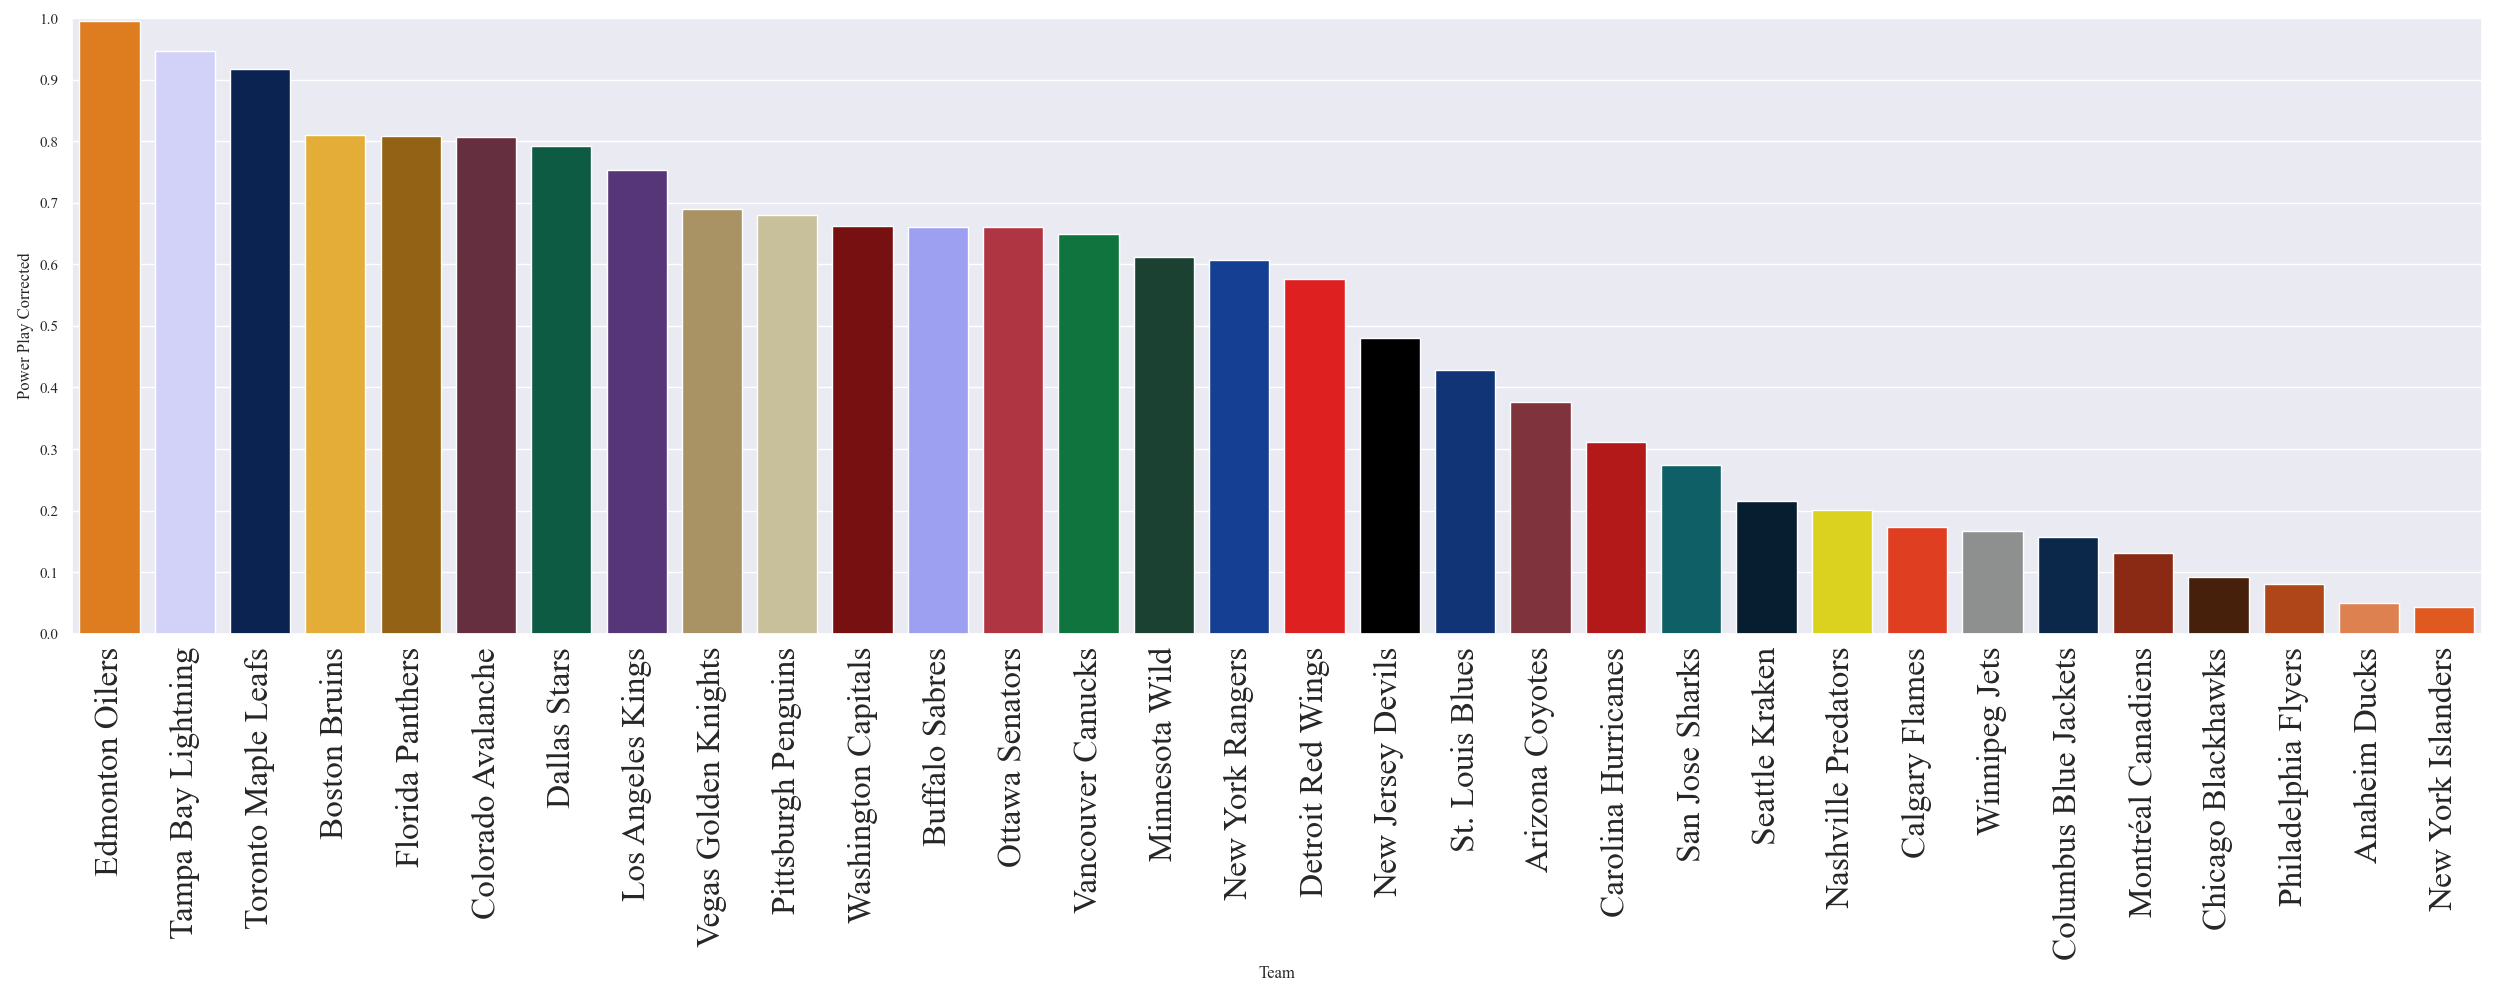 1.0
0.9
0.8
0.7
0.6
0.5
0.4
0.3
0.2
0.1
0.0
Power Play Corrected
Edmonton Oilers
Tampa Bay Lightning
Toronto Maple Leafs
Boston Bruins
Florida Panthers
Colorado Avalanche
Dallas Stars
Los Angeles Kings
Vegas Golden Knights
Pittsburgh Penguins
Washington Capitals
Buffalo Sabres
Ottawa Senators
Vancouver Canucks
Minnesota Wild
New York Rangers
Detroit Red Wings
New Jersey Devils
St. Louis Blues
Arizona Coyotes
Carolina Hurricanes
San Jose Sharks
Seattle Kraken
Nashville Predators
Calgary Flames
Winnipeg Jets
Columbus Blue Jackets
Montréal Canadiens
Chicago Blackhawks
Philadelphia Flyers
Anaheim Ducks
New York Islanders
Team